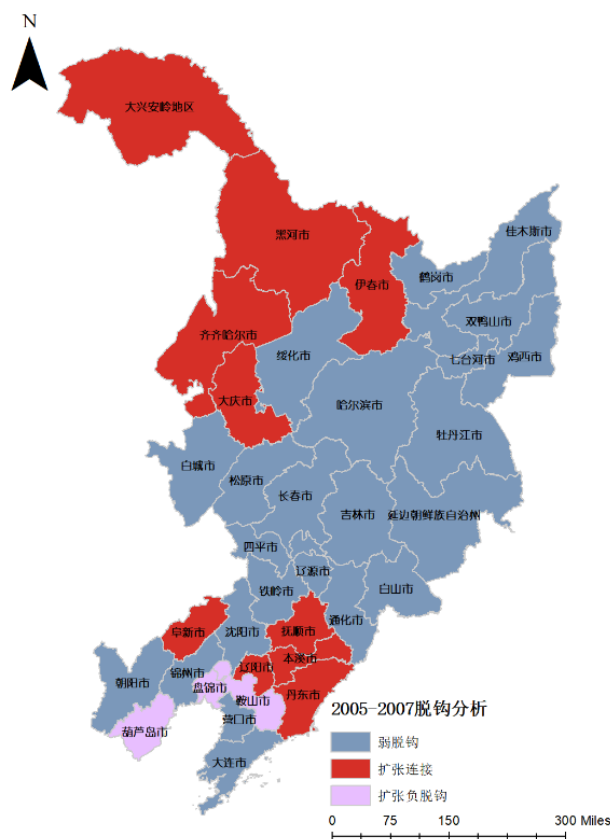 N
大兴安岭地区
黑河市
佳木斯市
鹤岗市
伊春市
双鸭山市
齐齐哈尔市
绥化市
七台河市
鸡西市
大庆市
哈尔滨市
牡丹江市
白城市
松原市
长春市
吉林市
延边朝鲜族自治州
四平市
辽源市
铁岭市
白山市
阜新市
沈阳市
抚顺市
通化市
本溪市
辽阳市
锦州市
朝阳市
盘锦市
鞍山市
丹东市
营口市
葫芦岛市
大连市
2005-2007脱钩分析
弱脱钩
扩张连接
扩张负脱钩
0 75 150 300 Miles